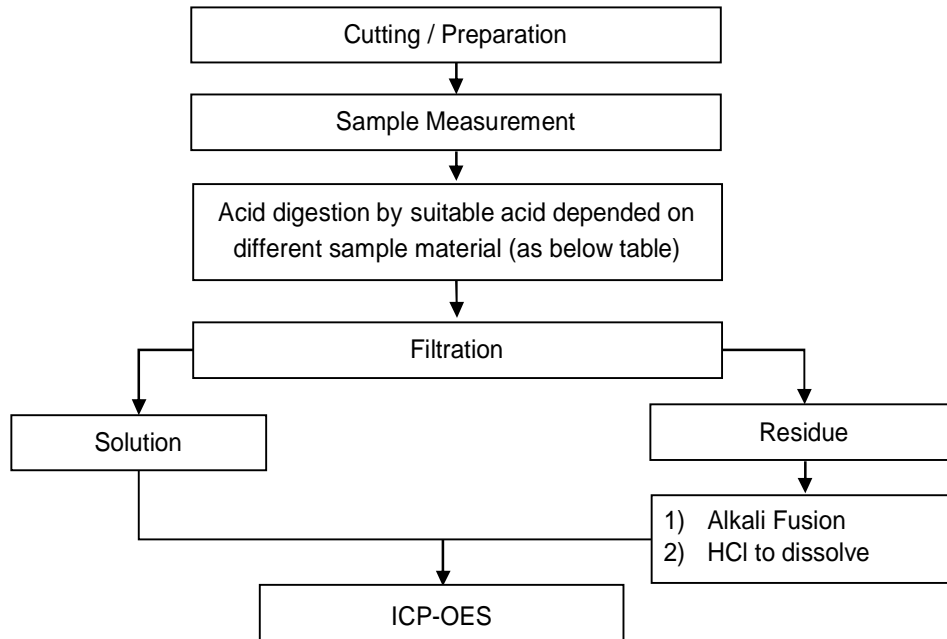 Cutting / Preparation
Sample Measurement
Acid digestion by suitable acid depended on
different sample material (as below table)
Filtration
Solution
Residue
1) Alkali Fusion
2) HCl to dissolve
ICP-OES